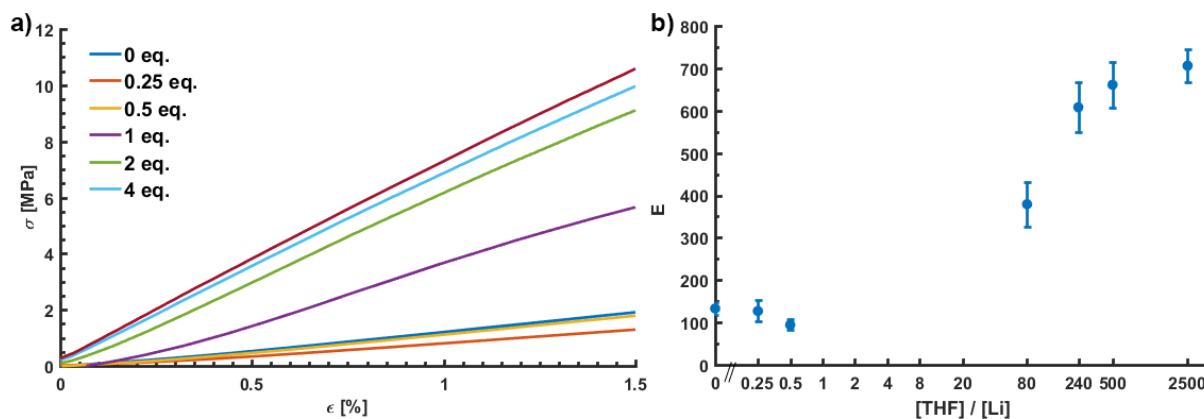 a)
0 eq.
0.25 eq.
0.5 eq.
1 eq.
2 eq.
4 eq.
12
10
8
6
4
2
0
σ [MPa]
0 0.5 1 1.5
ϵ [%]
b)
800
700
600
500
400
300
200
100
0
E
0 // 0.25 0.5 1 2 4 8 20 80 240 500 2500
[THF] / [Li]